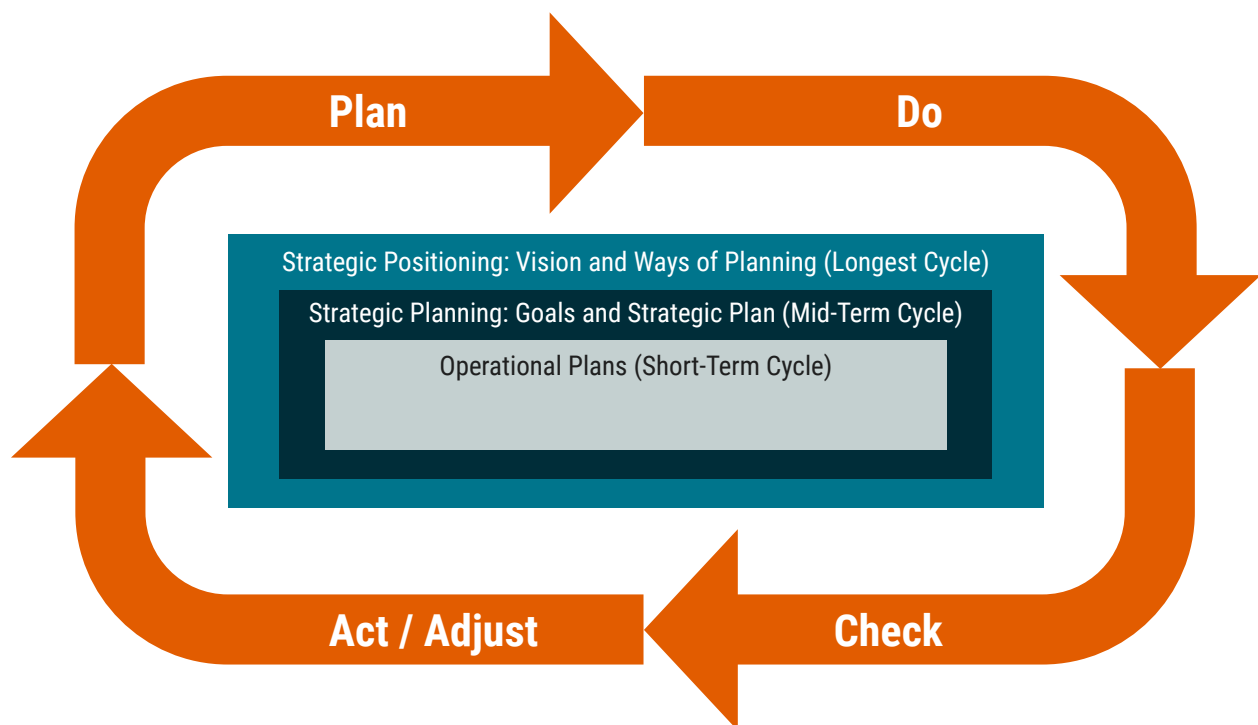 Plan
Do
Strategic Positioning: Vision and Ways of Planning (Longest Cycle)
Strategic Planning: Goals and Strategic Plan (Mid-Term Cycle)
Operational Plans (Short-Term Cycle)
Act / Adjust
Check